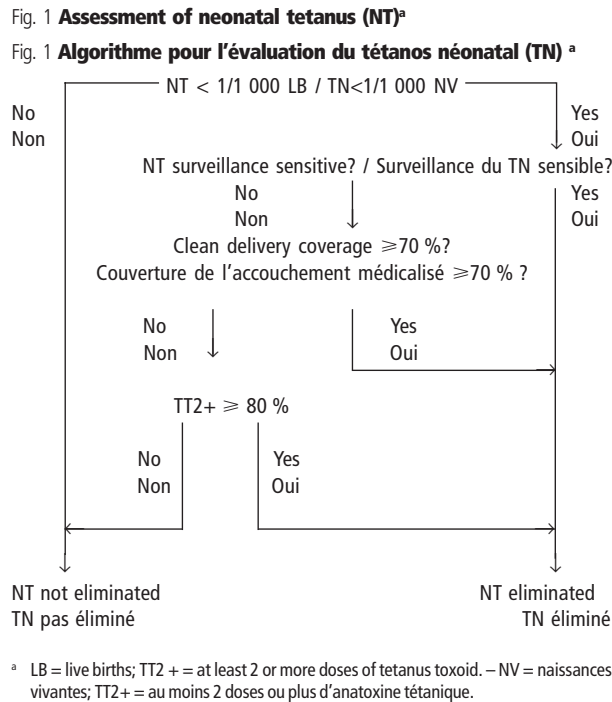 Fig. 1 Assessment of neonatal tetanus (NT)ᵃ
Fig. 1 Algorithme pour l'évaluation du tétanos néonatal (TN) ᵃ
NT < 1/1 000 LB / TN<1/1 000 NV
No
Non
Yes
Oui
NT surveillance sensitive? / Surveillance du TN sensible?
No
Non
Yes
Oui
Clean delivery coverage ⩾70 %?
Couverture de l'accouchement médicalisé ⩾70 % ?
No
Non
Yes
Oui
TT2+ ⩾ 80 %
No
Non
Yes
Oui
NT not eliminated
TN pas éliminé
NT eliminated
TN éliminé
ᵃ LB = live births; TT2 + = at least 2 or more doses of tetanus toxoid. – NV = naissances
vivantes; TT2+ = au moins 2 doses ou plus d'anatoxine tétanique.